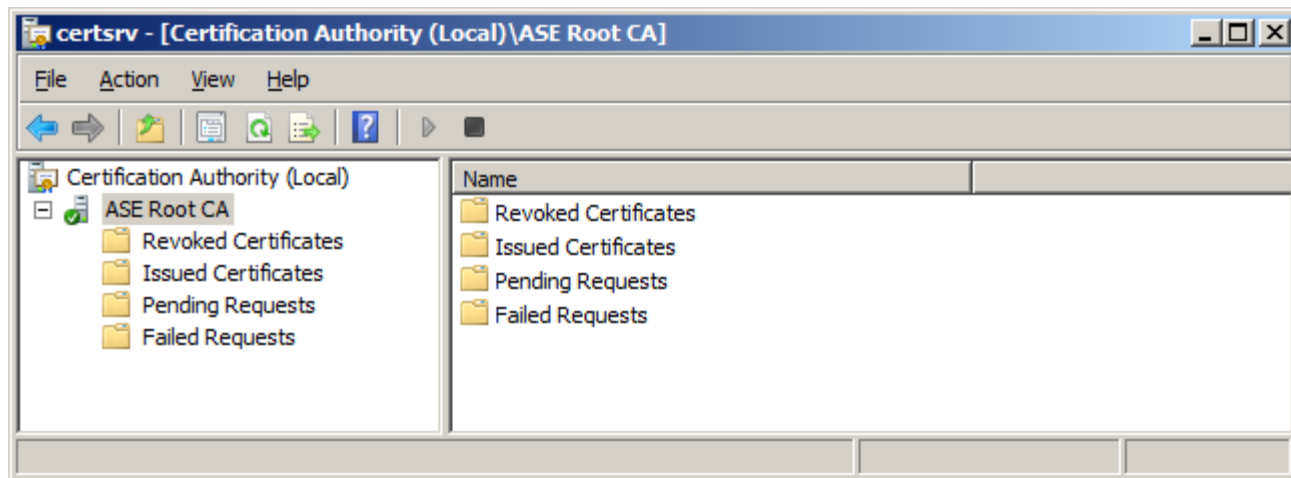 certsrv - [Certification Authority (Local)\ASE Root CA]
File Action View Help
Certification Authority (Local)
ASE Root CA
Revoked Certificates
Issued Certificates
Pending Requests
Failed Requests
Name
Revoked Certificates
Issued Certificates
Pending Requests
Failed Requests